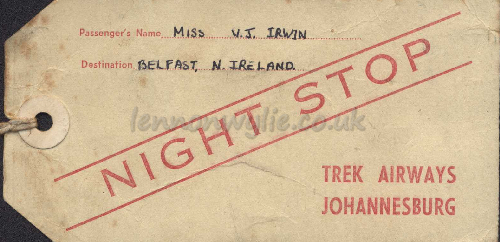 Passenger's Name MISS V.J. IRWIN
Destination BELFAST, N. IRELAND
lennonwylie.co.uk
NIGHT STOP
TREK AIRWAYS
JOHANNESBURG